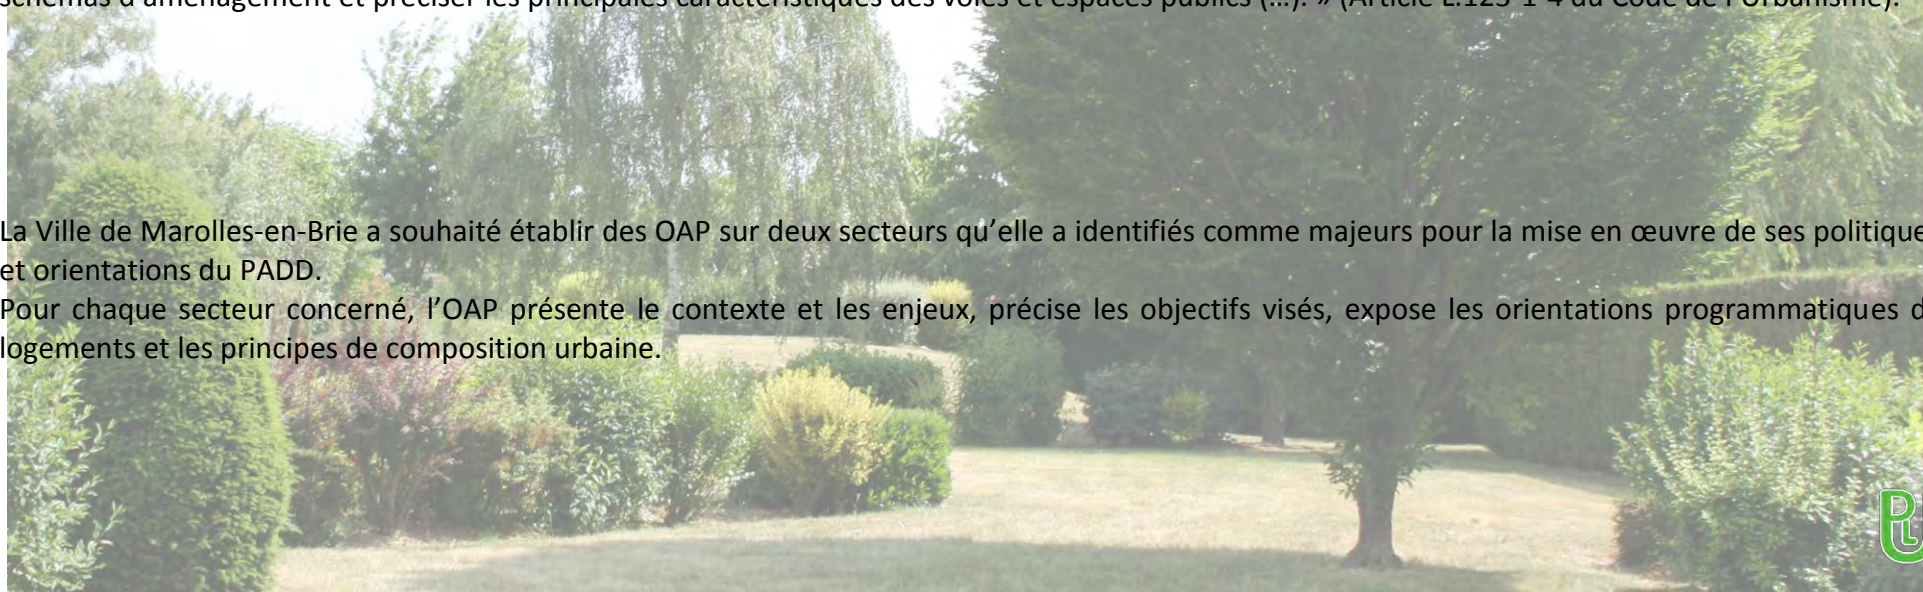 schémas d'aménagement et préciser les principales caractéristiques des voies et espaces publics (…). » (Article L.123-1-4 du Code de l'Urbanisme).
La Ville de Marolles-en-Brie a souhaité établir des OAP sur deux secteurs qu'elle a identifiés comme majeurs pour la mise en œuvre de ses politique
et orientations du PADD.
Pour chaque secteur concerné, l'OAP présente le contexte et les enjeux, précise les objectifs visés, expose les orientations programmatiques d
logements et les principes de composition urbaine.
PLU